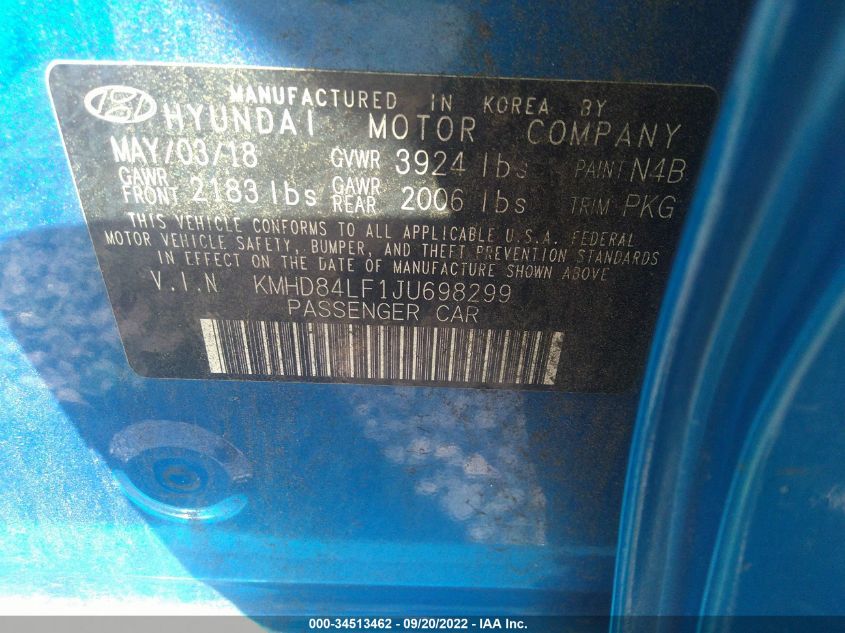 MANUFACTURED IN KOREA BY
HYUNDAI MOTOR COMPANY
MAY/03/18 GVWR 3924 lbs PAINT N4B
GAWR FRONT 2183 lbs GAWR REAR 2006 lbs TRIM PKG
THIS VEHICLE CONFORMS TO ALL APPLICABLE U.S.A. FEDERAL
MOTOR VEHICLE SAFETY, BUMPER, AND THEFT PREVENTION STANDARDS
IN EFFECT ON THE DATE OF MANUFACTURE SHOWN ABOVE
V.I.N KMHD84LF1JU698299
PASSENGER CAR
000-34513462 - 09/20/2022 - IAA Inc.